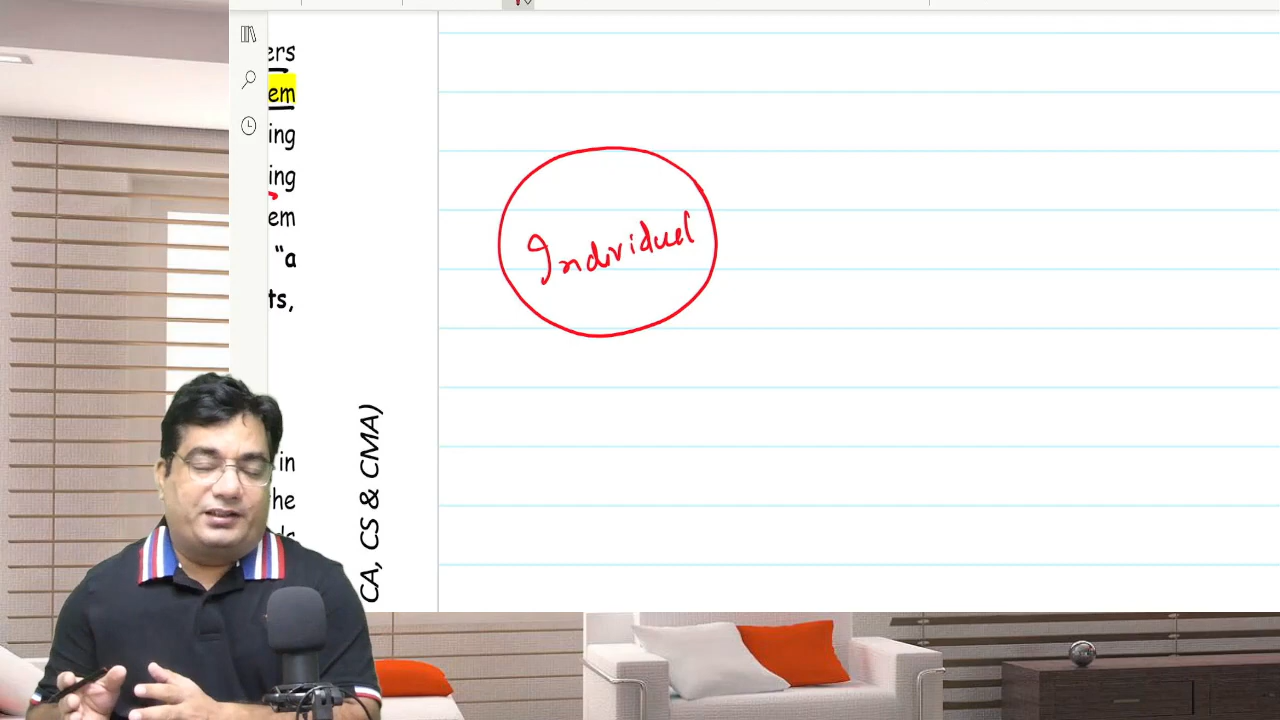 ers
em
ing
ing
em
"a
ts,
in
he
CA, CS & CMA)
Individual